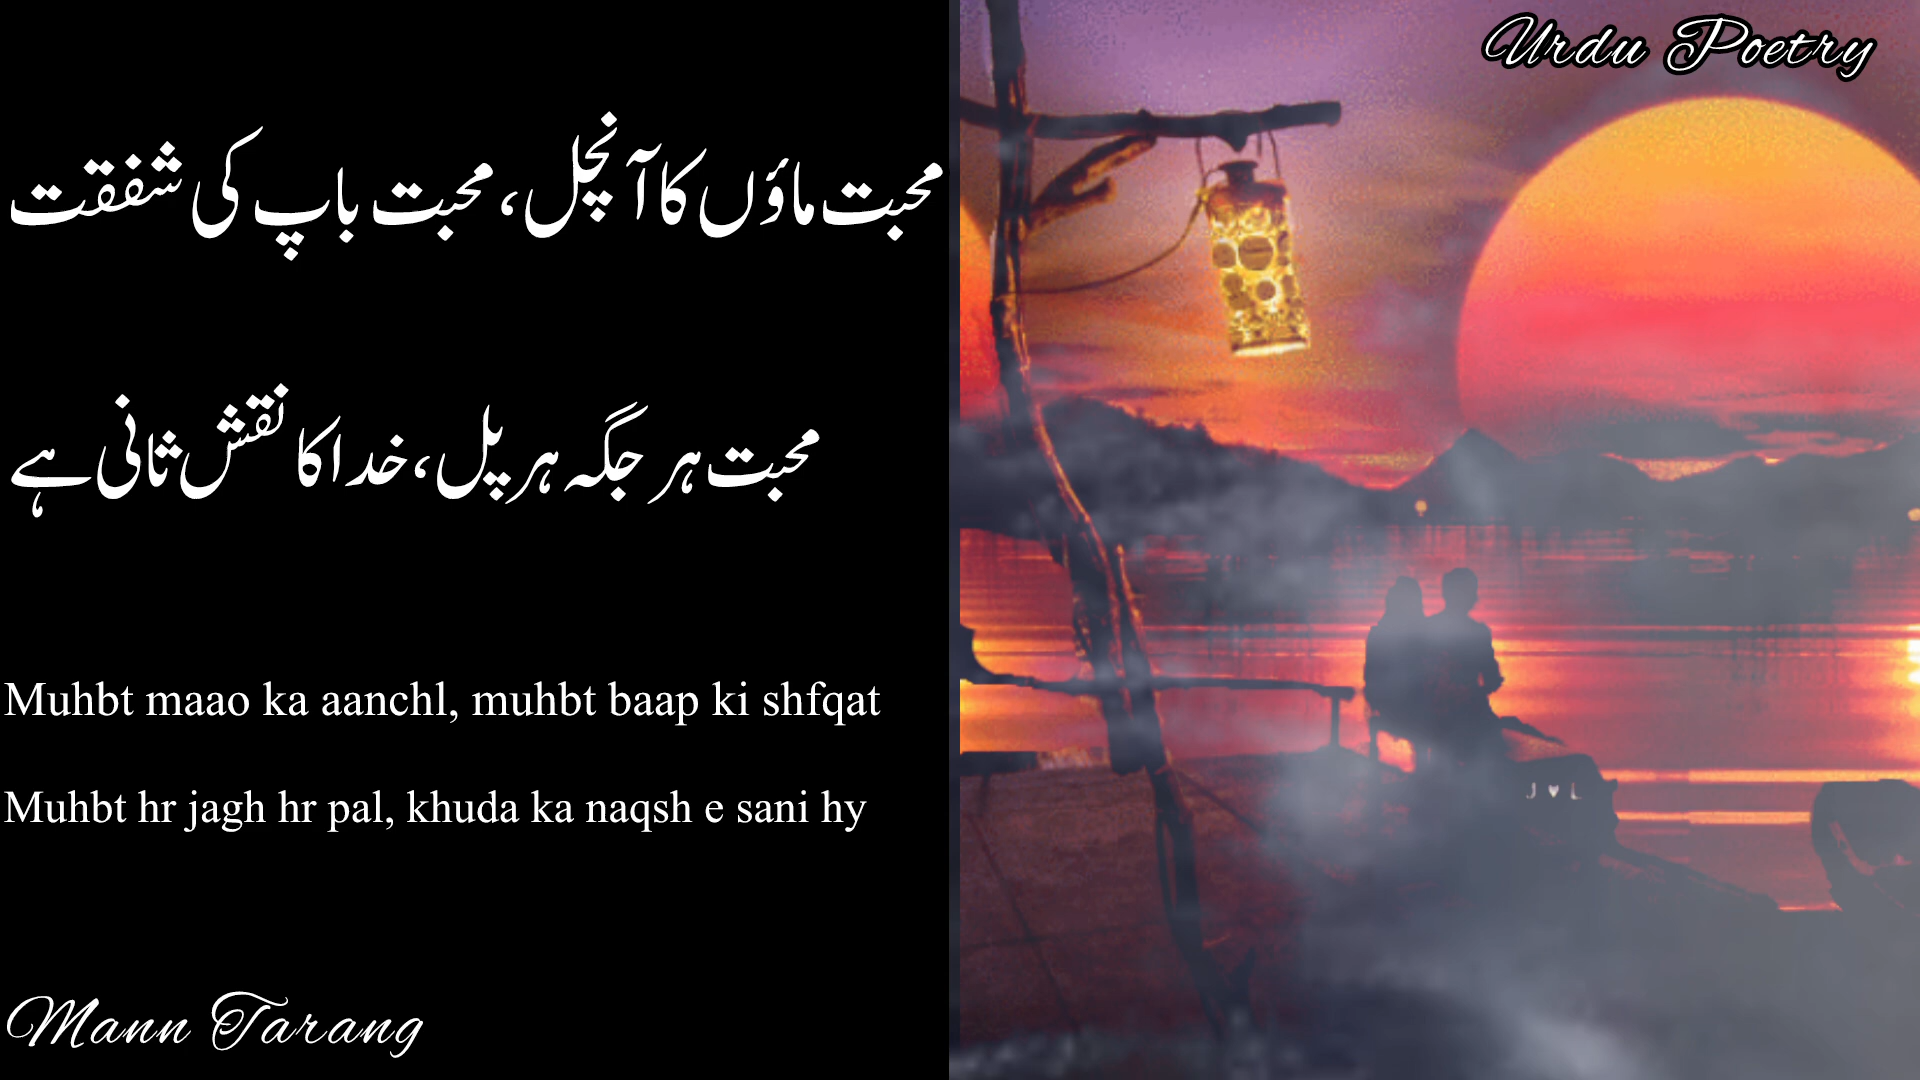 Urdu Poetry
محبت ماؤں کا آنچل، محبت باپ کی شفقت
محبت ہر جگہ ہر پل، خدا کا نقش ثانی ہے
Muhbt maao ka aanchl, muhbt baap ki shfqat
Muhbt hr jagh hr pal, khuda ka naqsh e sani hy
J ♥ L
Mann Tarang